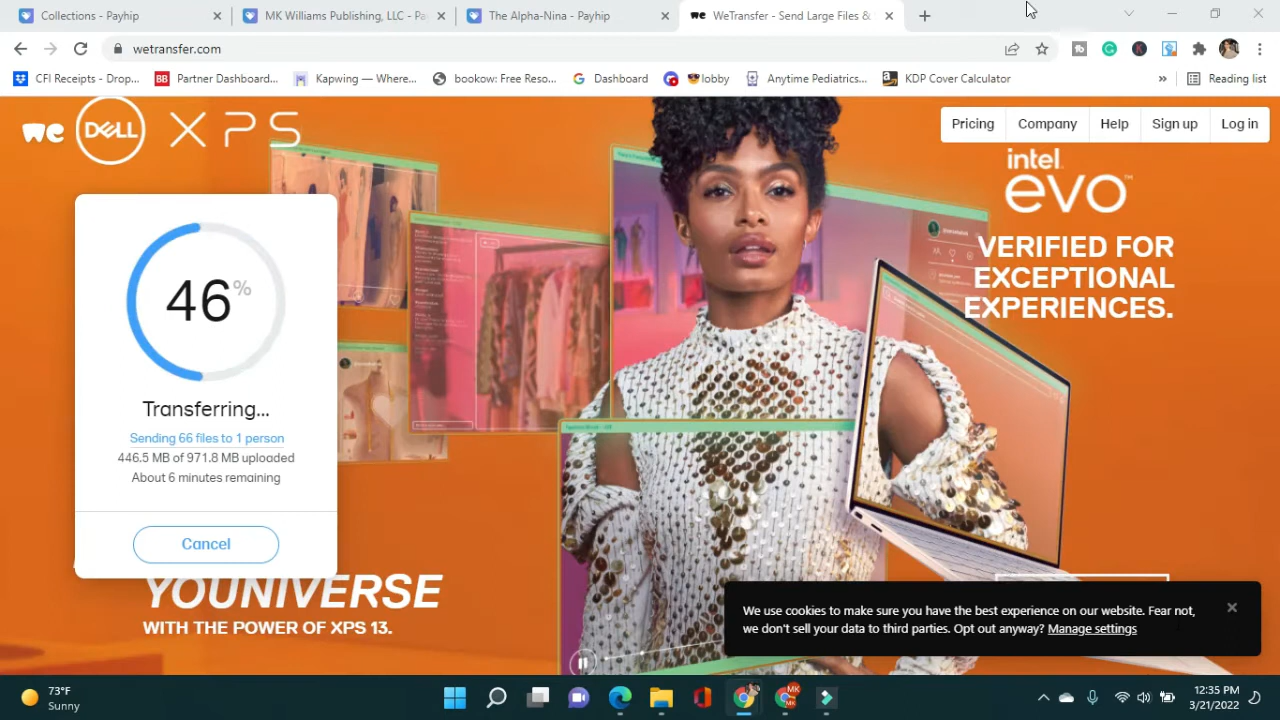 Collections - Payhip
MK Williams Publishing, LLC - Pay
The Alpha-Nina - Payhip
WeTransfer - Send Large Files &
wetransfer.com
CFI Receipts - Drop...
Partner Dashboard...
Kapwing — Where...
bookow: Free Reso...
Dashboard
lobby
Anytime Pediatrics...
KDP Cover Calculator
»
Reading list
we
DELL
XPS
Pricing
Company
Help
Sign up
Log in
intel.
evo™
VERIFIED FOR
EXCEPTIONAL
EXPERIENCES.
46%
Transferring...
Sending 66 files to 1 person
446.5 MB of 971.8 MB uploaded
About 6 minutes remaining
Cancel
YOUNIVERSE
WITH THE POWER OF XPS 13.
We use cookies to make sure you have the best experience on our website. Fear not,
we don't sell your data to third parties. Opt out anyway? Manage settings
73°F
Sunny
12:35 PM
3/21/2022